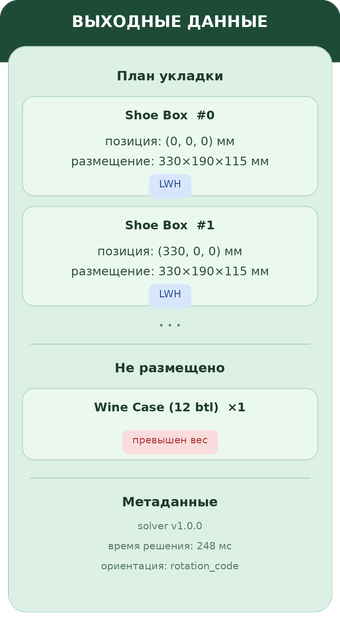 ВЫХОДНЫЕ ДАННЫЕ
План укладки
Shoe Box #0
позиция: (0, 0, 0) мм
размещение: 330×190×115 мм
LWH
Shoe Box #1
позиция: (330, 0, 0) мм
размещение: 330×190×115 мм
LWH
...
Не размещено
Wine Case (12 btl) ×1
превышен вес
Метаданные
solver v1.0.0
время решения: 248 мс
ориентация: rotation_code